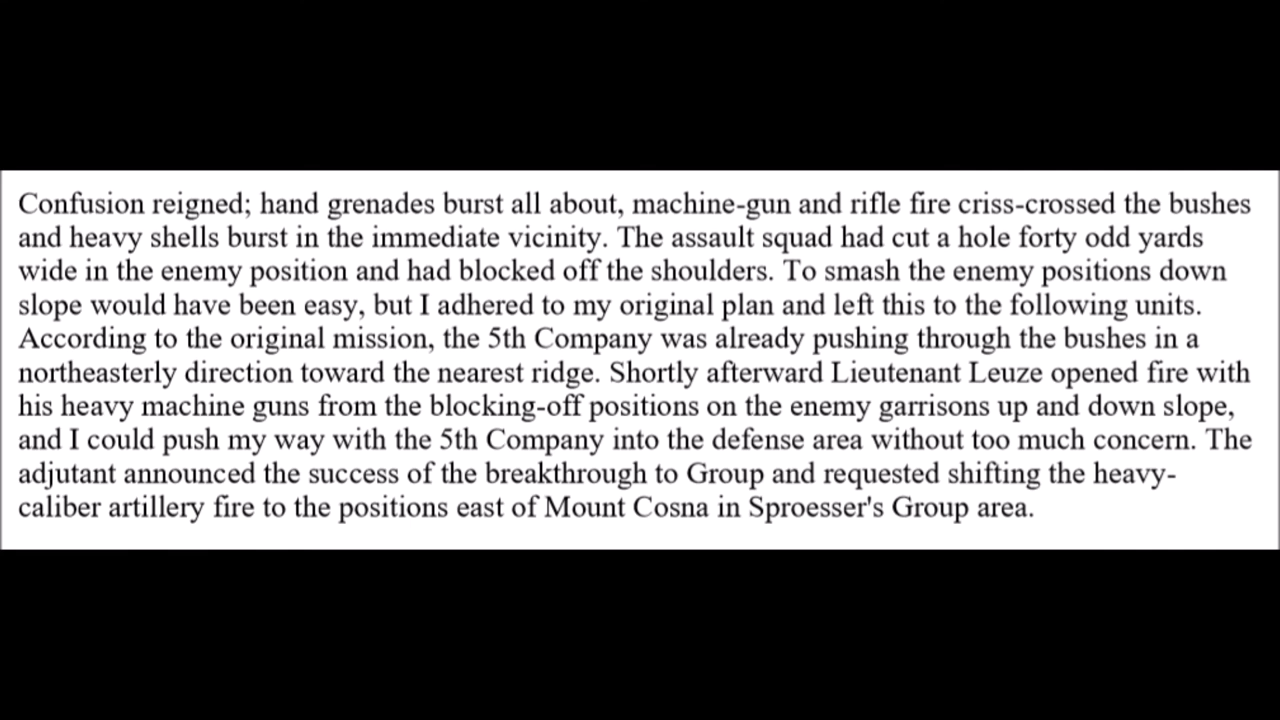 Confusion reigned; hand grenades burst all about, machine-gun and rifle fire criss-crossed the bushes
and heavy shells burst in the immediate vicinity. The assault squad had cut a hole forty odd yards
wide in the enemy position and had blocked off the shoulders. To smash the enemy positions down
slope would have been easy, but I adhered to my original plan and left this to the following units.
According to the original mission, the 5th Company was already pushing through the bushes in a
northeasterly direction toward the nearest ridge. Shortly afterward Lieutenant Leuze opened fire with
his heavy machine guns from the blocking-off positions on the enemy garrisons up and down slope,
and I could push my way with the 5th Company into the defense area without too much concern. The
adjutant announced the success of the breakthrough to Group and requested shifting the heavy-
caliber artillery fire to the positions east of Mount Cosna in Sproesser's Group area.